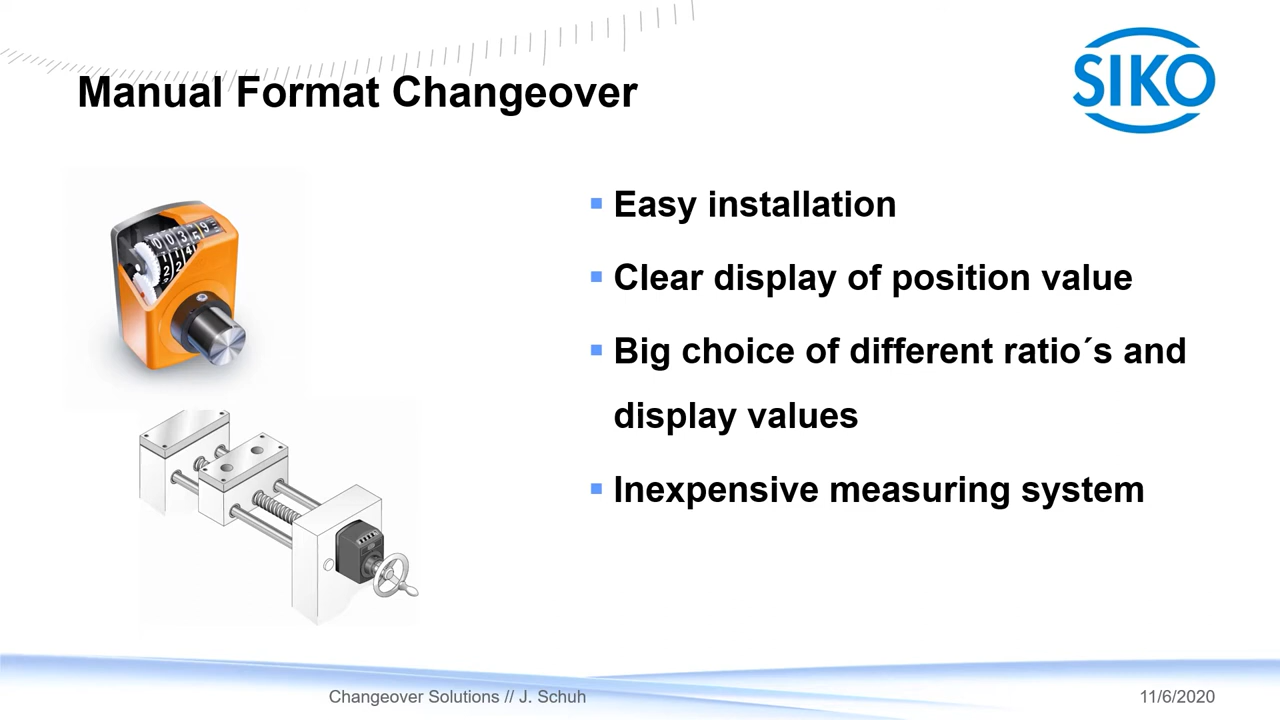 SIKO
Manual Format Changeover
Easy installation
Clear display of position value
Big choice of different ratio´s and
display values
Inexpensive measuring system
Changeover Solutions // J. Schuh
11/6/2020